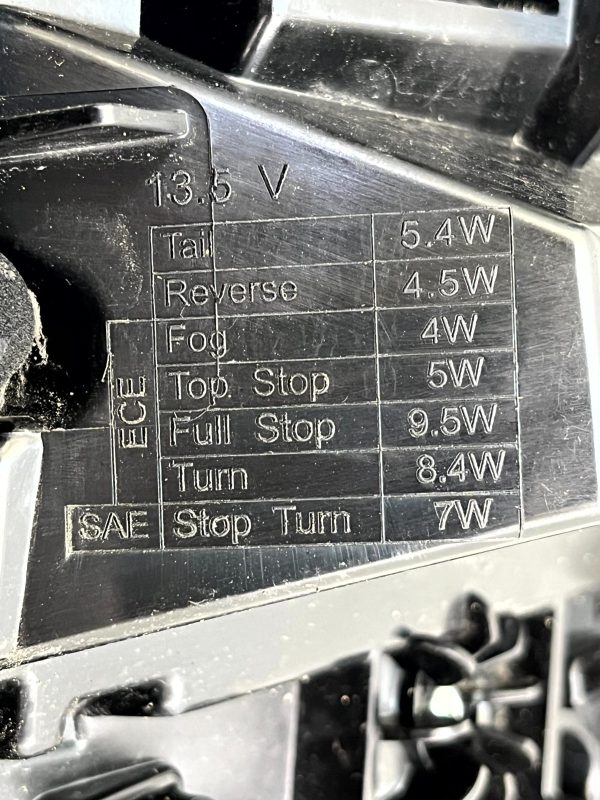 13.5 V
Tail 5.4W
Reverse 4.5W
Fog 4W
ECE Top Stop 5W
Full Stop 9.5W
Turn 8.4W
SAE Stop Turn 7W